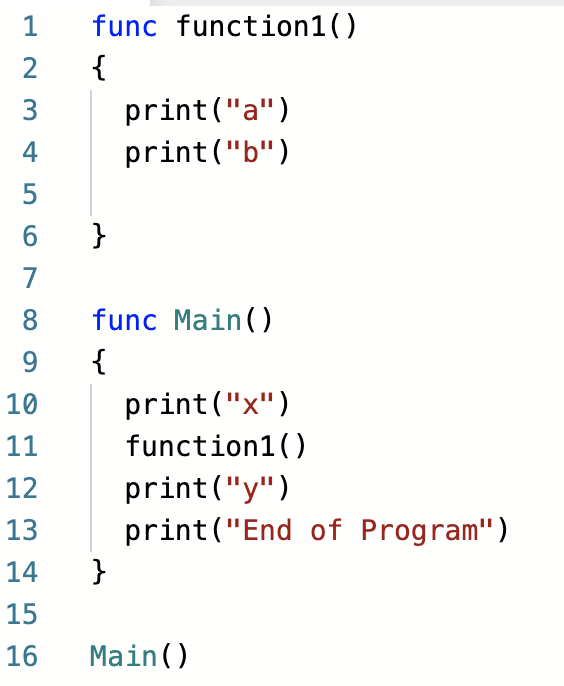 1 func function1()
2 {
3 print("a")
4 print("b")
5
6 }
7
8 func Main()
9 {
10 print("x")
11 function1()
12 print("y")
13 print("End of Program")
14 }
15
16 Main()